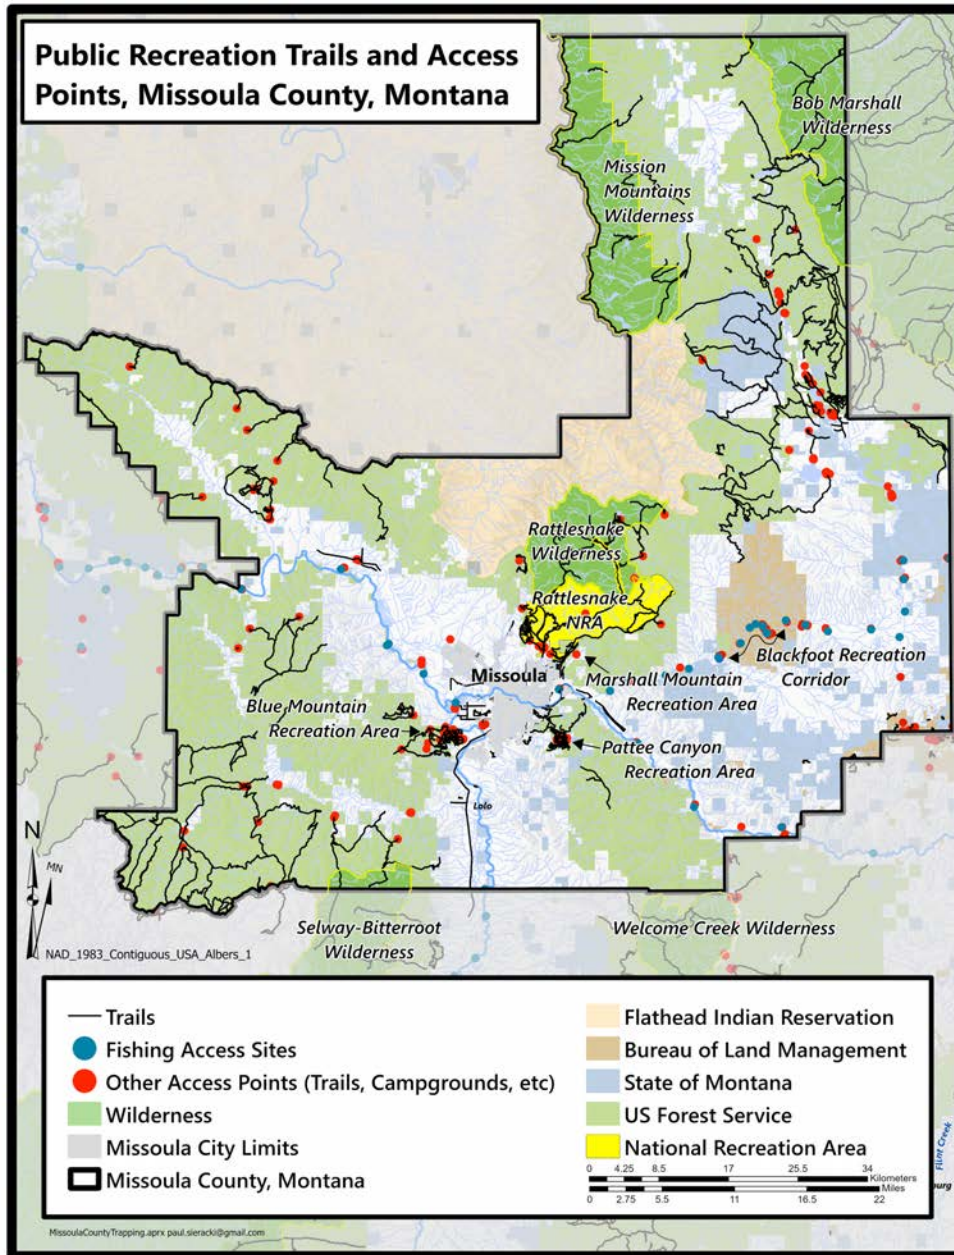 Public Recreation Trails and Access
Points, Missoula County, Montana
Bob Marshall
Wilderness
Mission
Mountains
Wilderness
Rattlesnake
Wilderness
Rattlesnake
NRA
Missoula
Blackfoot Recreation
Corridor
Marshall Mountain
Recreation Area
Blue Mountain
Recreation Area
Pattee Canyon
Recreation Area
Lolo
N
MN
Selway-Bitterroot
Wilderness
Welcome Creek Wilderness
NAD_1983_Contiguous_USA_Albers_1
Trails
Fishing Access Sites
Other Access Points (Trails, Campgrounds, etc)
Wilderness
Missoula City Limits
Missoula County, Montana
Flathead Indian Reservation
Bureau of Land Management
State of Montana
US Forest Service
National Recreation Area
0 4.25 8.5 17 25.5 34
Kilometers
Miles
0 2.75 5.5 11 16.5 22
Flint Creek
burg
MissoulaCountyTrapping.aprx paul.sieracki@gmail.com